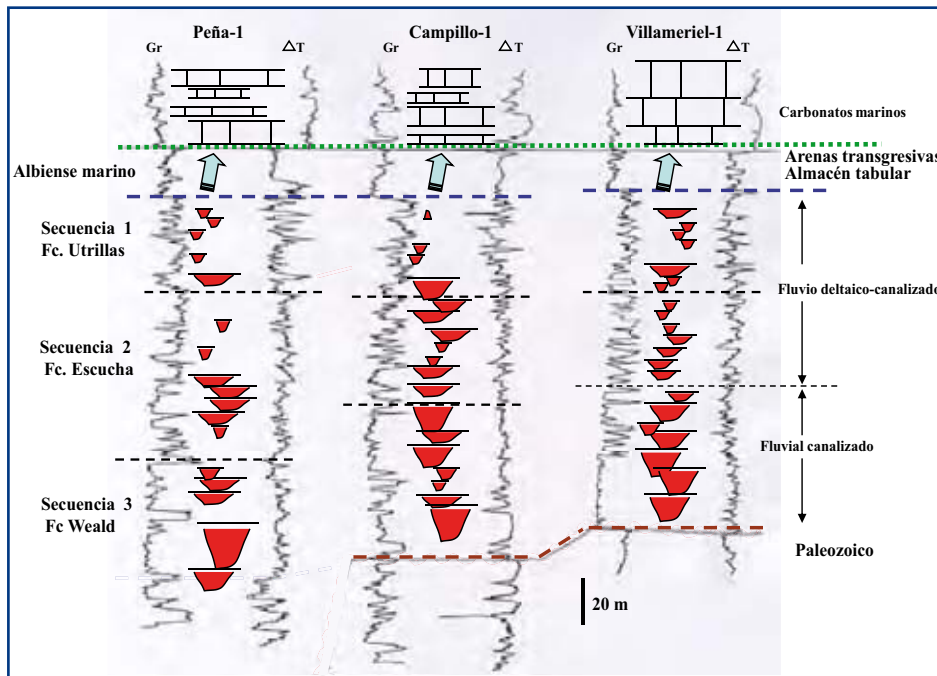 Peña-1
Campillo-1
Villameriel-1
Gr
△T
Gr
△T
Gr
△T
Carbonatos marinos
Albiense marino
Arenas transgresivas
Almacén tabular
Secuencia 1
Fc. Utrillas
Fluvio deltaico-canalizado
Secuencia 2
Fc. Escucha
Fluvial canalizado
Secuencia 3
Fc Weald
Paleozoico
20 m